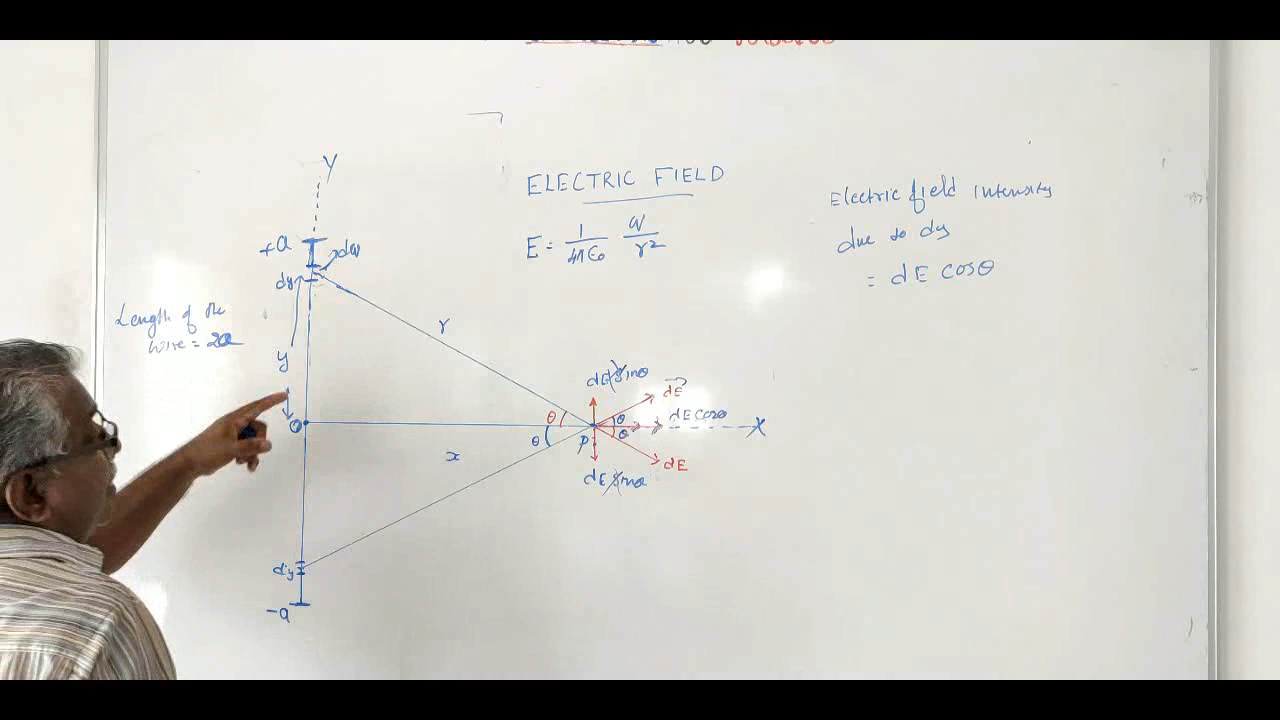 Y
ELECTRIC FIELD
E = 1/4πϵ₀ Q/r²
Electric field intensity
due to dy
= dE cosθ
+a
dQ
dy
Length of the
wire = 2a
y
r
O
x
θ
θ
P
dE sinθ
dE
θ
dE cosθ
θ
X
dE
dE sinθ
dy
-a